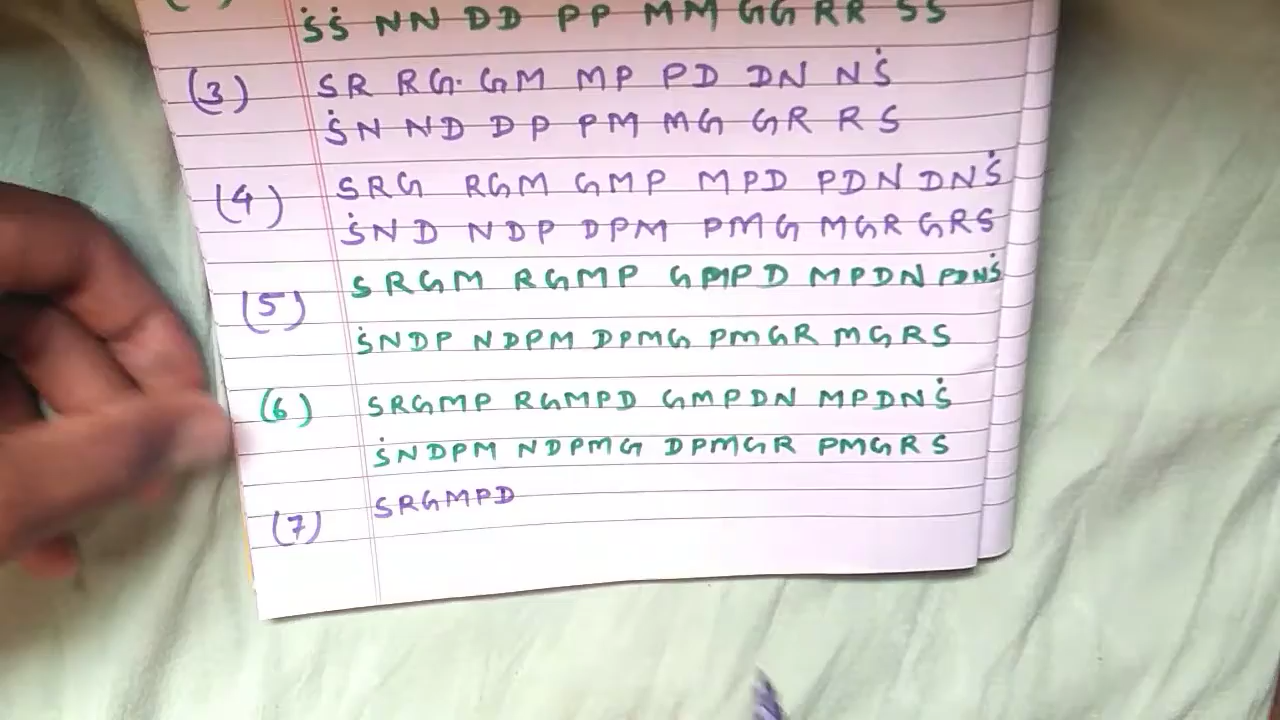 ṠṠ NN DD PP MM GG RR SS
(3) SR RG. GM MP PD DN NṠ
ṠN ND DP PM MG GR RS
(4) SRG RGM GMP MPD PDN DNṠ
ṠND NDP DPM PMG MGR GRS
(5) SRGM RGMP GMPD MPDN PDNṠ
ṠNDP NDPM DPMG PMGR MGRS
(6) SRGMP RGMPD GMPDN MPDNṠ
ṠNDPM NDPMG DPMGR PMGRS
(7) SRGMPD